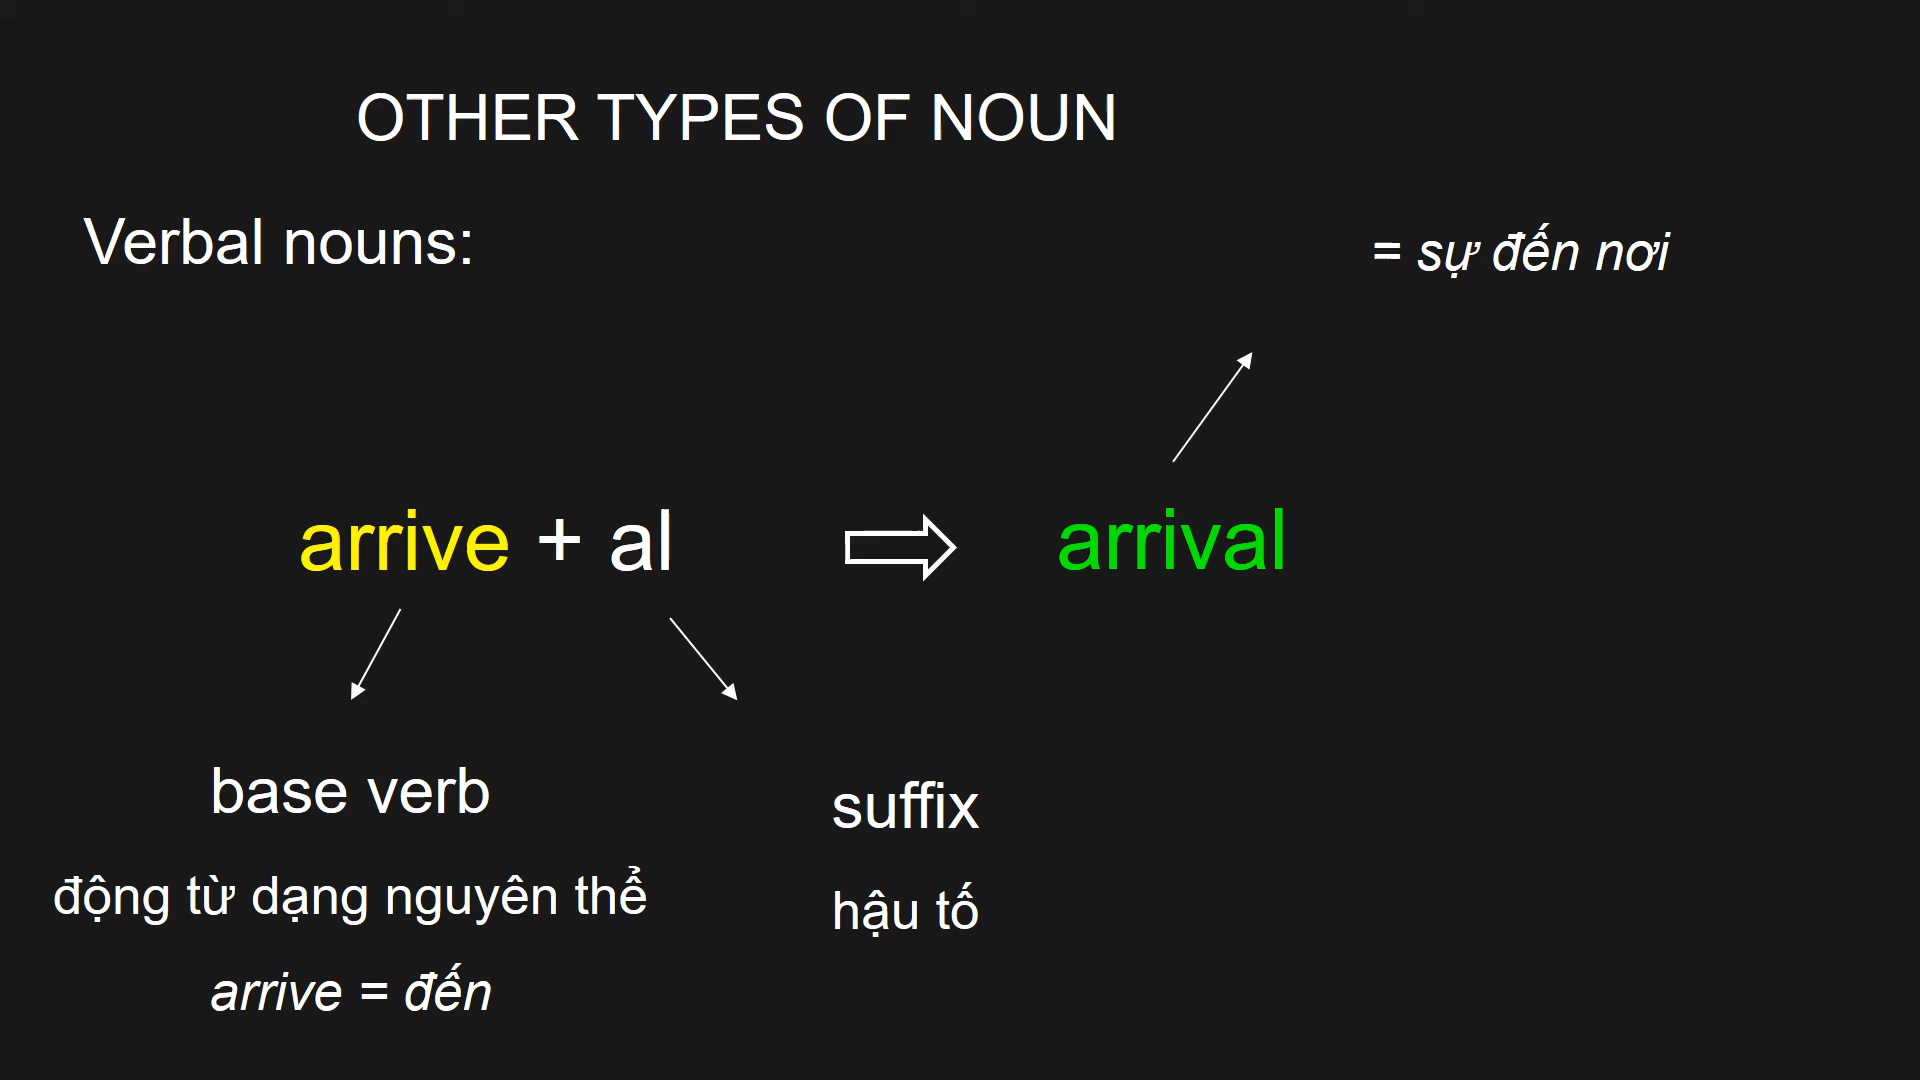 OTHER TYPES OF NOUN
Verbal nouns:
= sự đến nơi
arrive + al
arrival
base verb
động từ dạng nguyên thể
arrive = đến
suffix
hậu tố